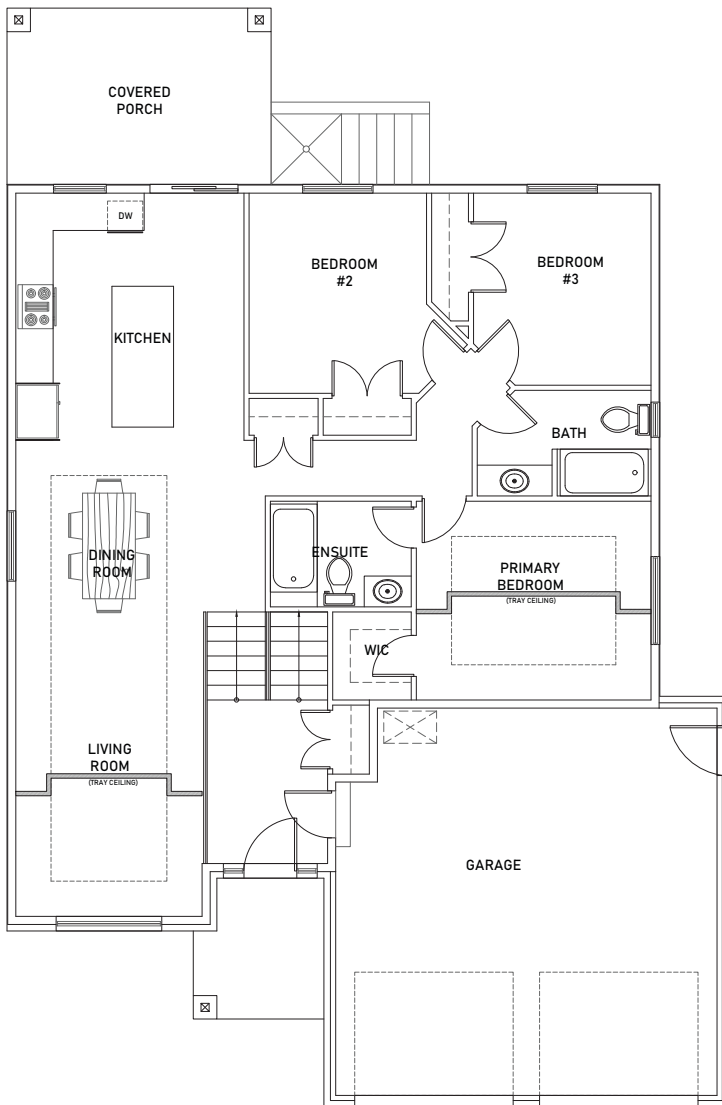 COVERED
PORCH
DW
BEDROOM
#2
BEDROOM
#3
KITCHEN
BATH
DINING
ROOM
ENSUITE
PRIMARY
BEDROOM
(TRAY CEILING)
WIC
LIVING
ROOM
(TRAY CEILING)
GARAGE